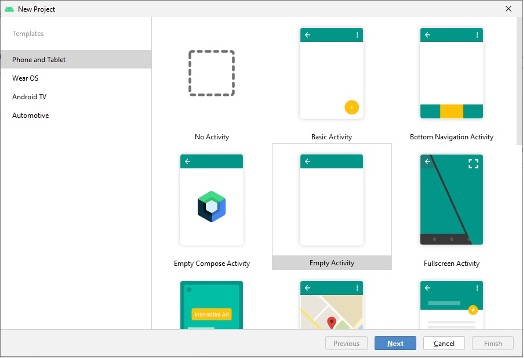 New Project
Templates
Phone and Tablet
Wear OS
Android TV
Automotive
No Activity
Basic Activity
Bottom Navigation Activity
Empty Compose Activity
Empty Activity
Fullscreen Activity
Interstitial Ad
Previous
Next
Cancel
Finish